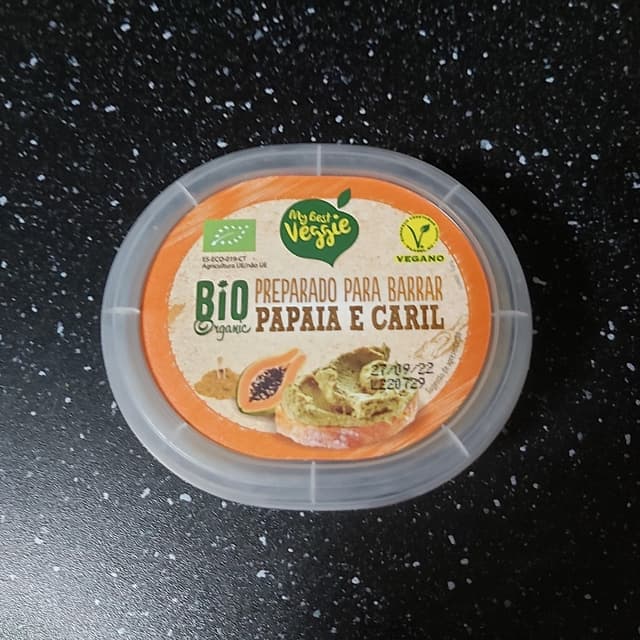 My Best
Veggie
ES-ECO-019-CT
Agricultura UE/não UE
VEGANO
BiO
Organic
PREPARADO PARA BARRAR
PAPAIA E CARIL
27/09/22
LE20729